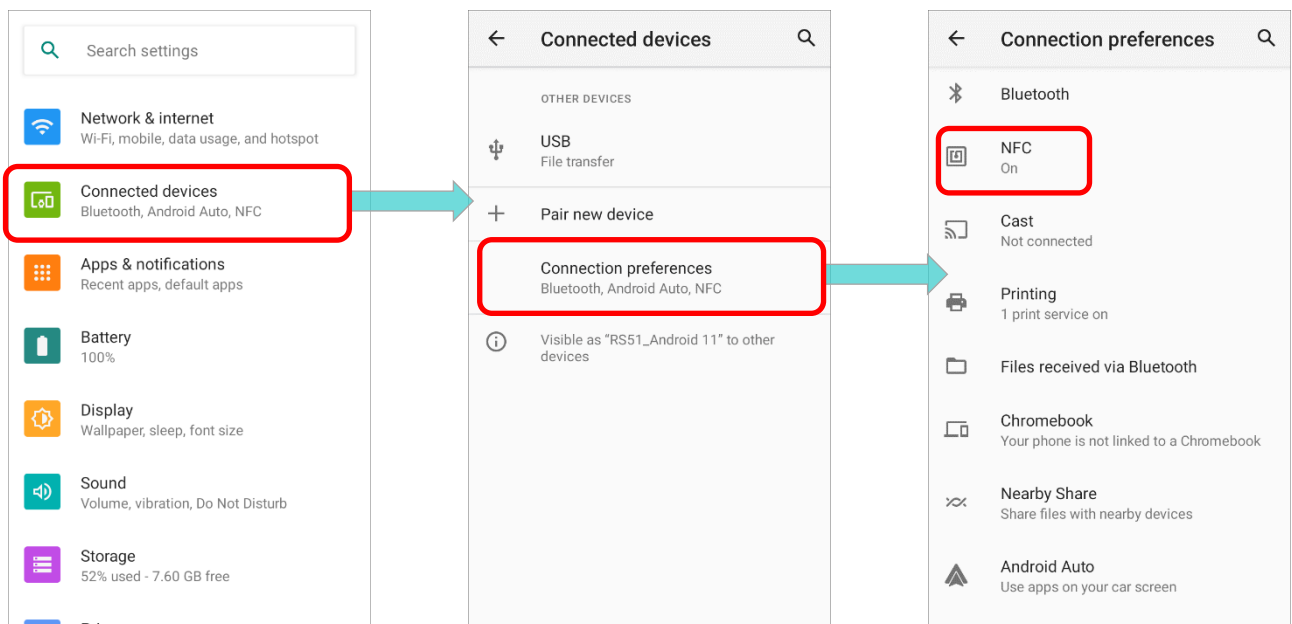 Search settings
Network & internet
Wi-Fi, mobile, data usage, and hotspot
Connected devices
Bluetooth, Android Auto, NFC
Apps & notifications
Recent apps, default apps
Battery
100%
Display
Wallpaper, sleep, font size
Sound
Volume, vibration, Do Not Disturb
Storage
52% used - 7.60 GB free
Connected devices
OTHER DEVICES
USB
File transfer
Pair new device
Connection preferences
Bluetooth, Android Auto, NFC
Visible as “RS51_Android 11” to other
devices
Connection preferences
Bluetooth
NFC
On
Cast
Not connected
Printing
1 print service on
Files received via Bluetooth
Chromebook
Your phone is not linked to a Chromebook
Nearby Share
Share files with nearby devices
Android Auto
Use apps on your car screen